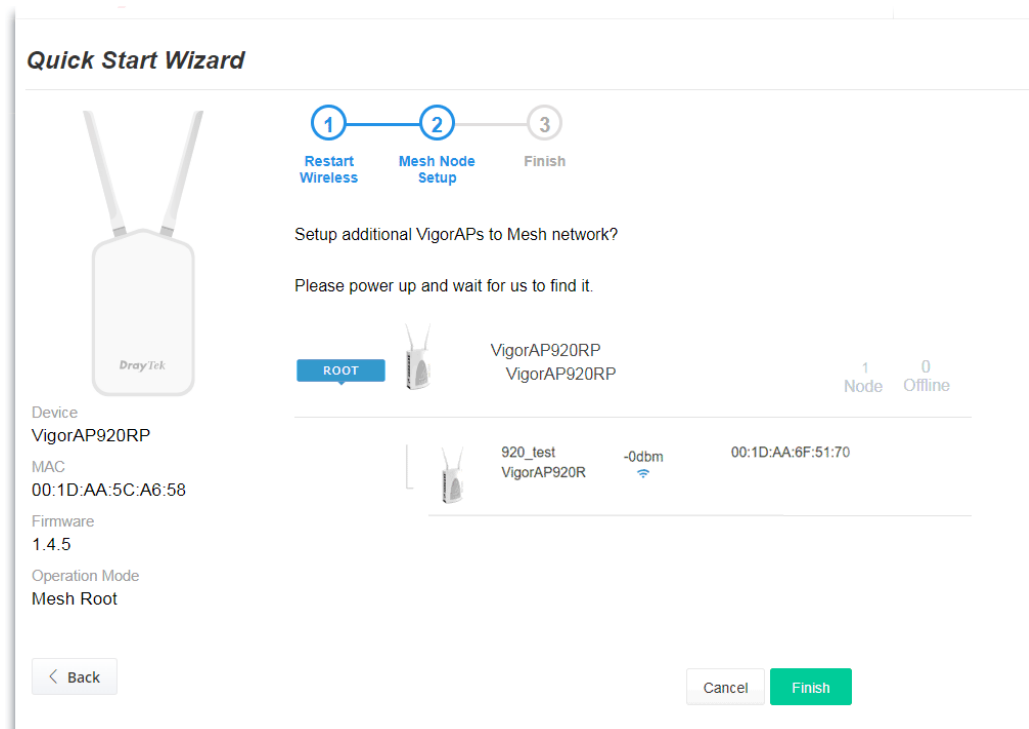 Quick Start Wizard
1
2
3
Restart
Wireless
Mesh Node
Setup
Finish
Setup additional VigorAPs to Mesh network?
Please power up and wait for us to find it.
DrayTek
ROOT
VigorAP920RP
VigorAP920RP
1
Node
0
Offline
920_test
VigorAP920R
-0dbm
00:1D:AA:6F:51:70
Device
VigorAP920RP
MAC
00:1D:AA:5C:A6:58
Firmware
1.4.5
Operation Mode
Mesh Root
Back
Cancel
Finish